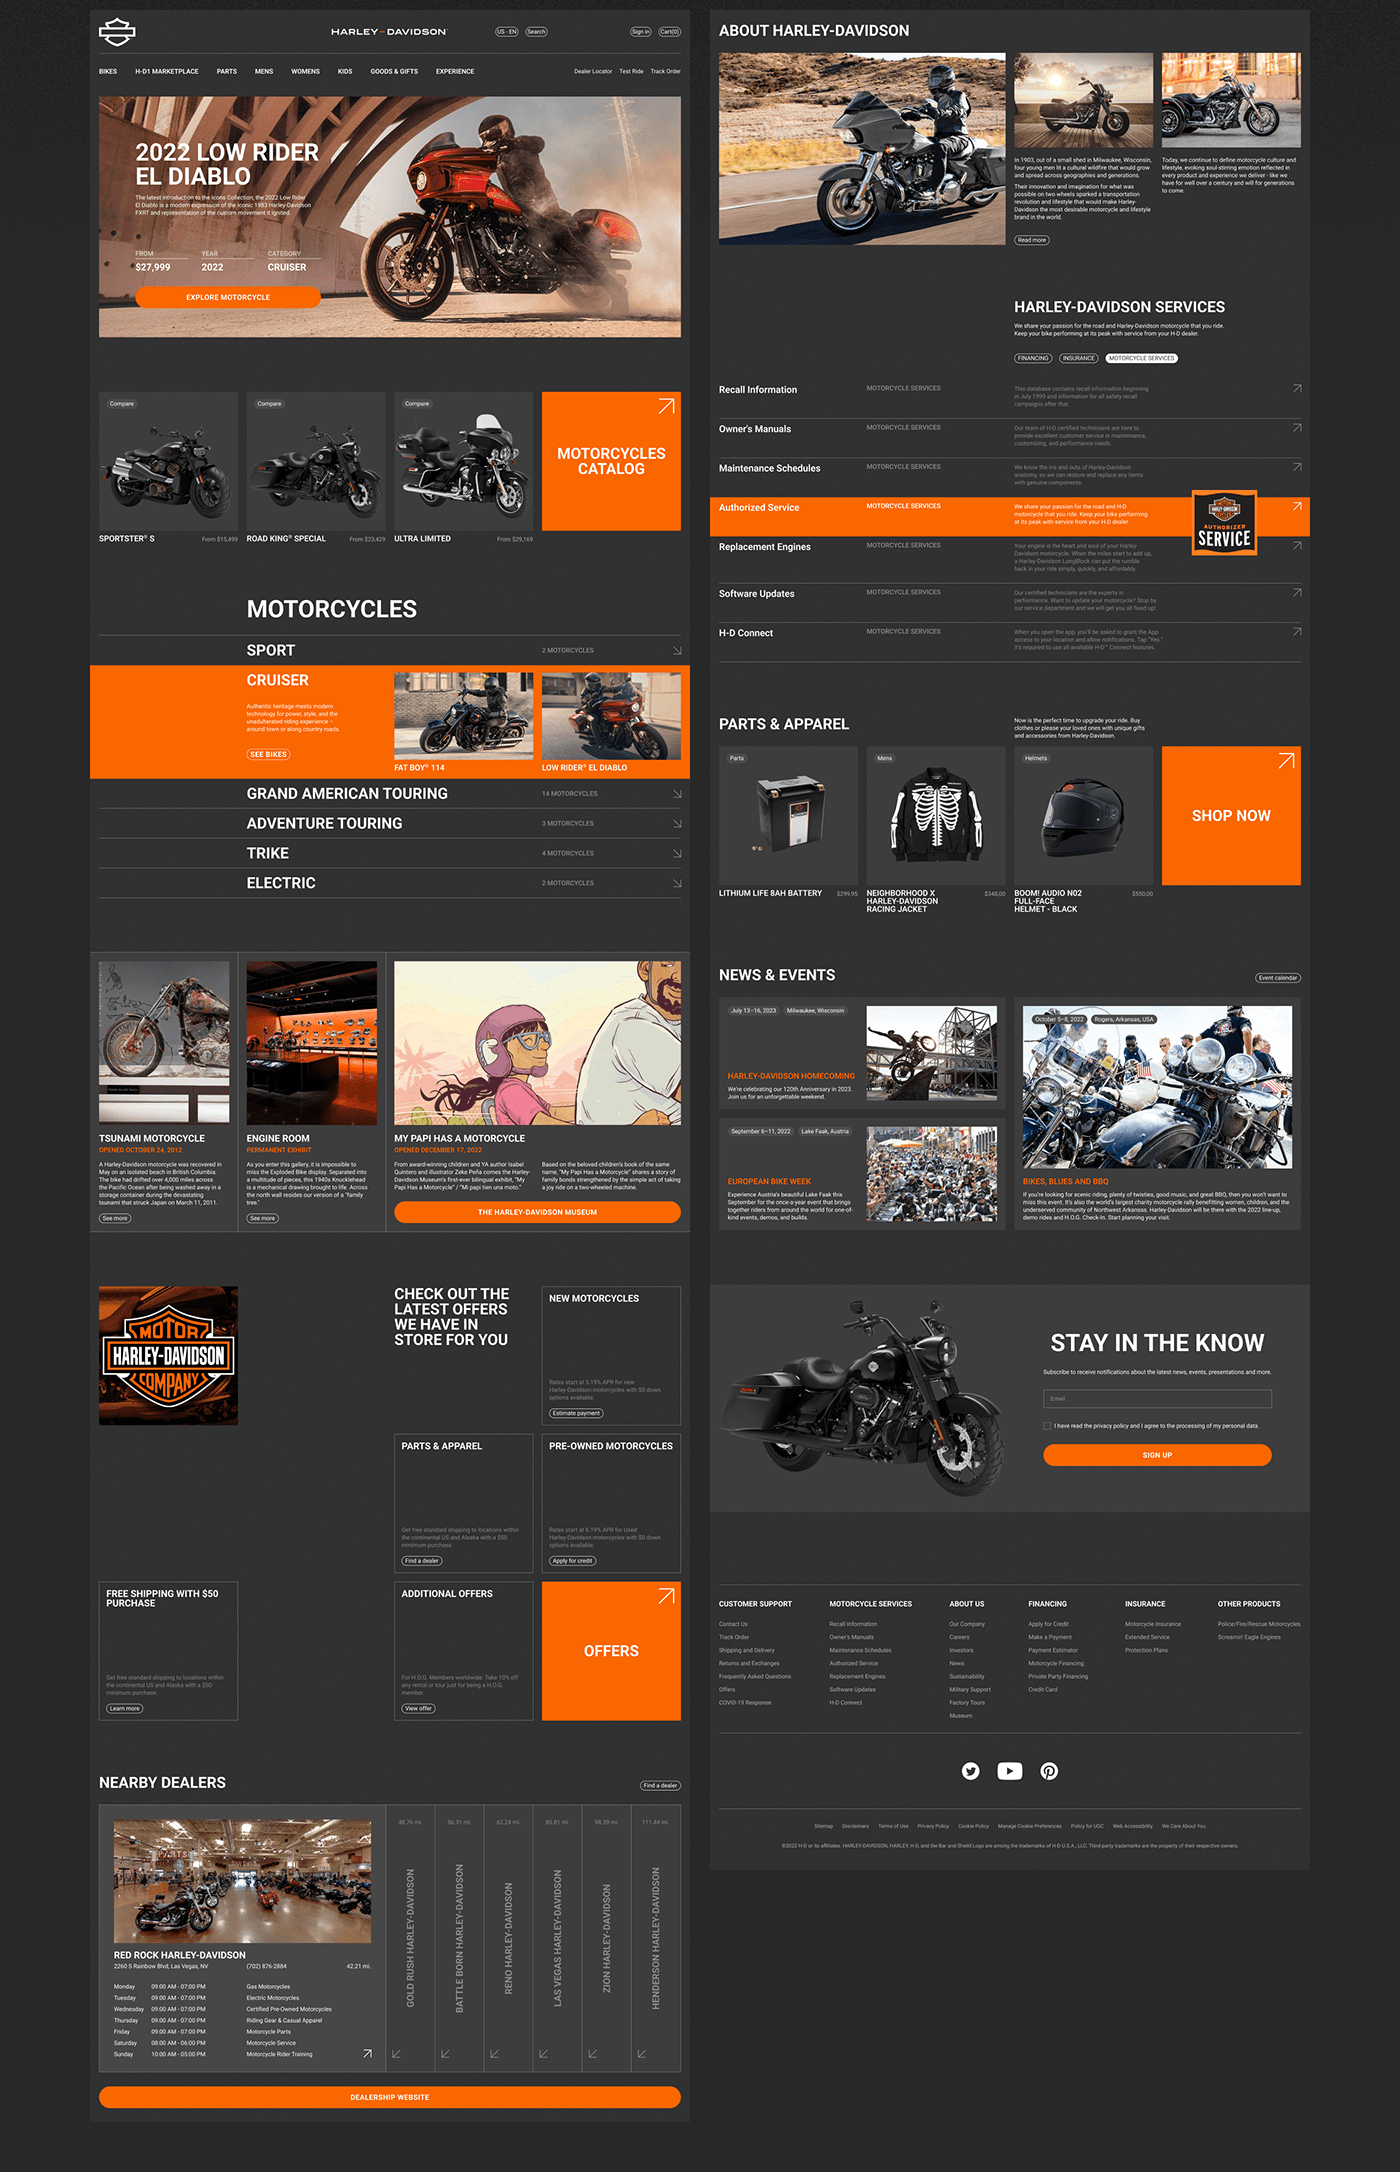 HARLEY-DAVIDSON
US - EN
Search
Sign in
Cart(0)
BIKES
H-D1 MARKETPLACE
PARTS
MENS
WOMENS
KIDS
GOODS & GIFTS
EXPERIENCE
Dealer Locator
Test Ride
Track Order
2022 LOW RIDER
EL DIABLO
The latest introduction to the Icons Collection, the 2022 Low Rider
El Diablo is a modern expression of the iconic 1983 Harley-Davidson
FXRT and representation of the custom movement it ignited.
FROM
$27,999
YEAR
2022
CATEGORY
CRUISER
EXPLORE MOTORCYCLE
Compare
SPORTSTER® S
From $15,499
Compare
ROAD KING® SPECIAL
From $23,429
Compare
ULTRA LIMITED
From $29,169
MOTORCYCLES
CATALOG
MOTORCYCLES
SPORT
2 MOTORCYCLES
CRUISER
Authentic heritage meets modern
technology for power, style, and the
unadulterated riding experience –
around town or along country roads.
SEE BIKES
FAT BOY® 114
LOW RIDER® EL DIABLO
GRAND AMERICAN TOURING
14 MOTORCYCLES
ADVENTURE TOURING
3 MOTORCYCLES
TRIKE
4 MOTORCYCLES
ELECTRIC
2 MOTORCYCLES
TSUNAMI MOTORCYCLE
OPENED OCTOBER 24, 2012
A Harley-Davidson motorcycle was recovered in
May on an isolated beach in British Columbia.
The bike had drifted over 4,000 miles across
the Pacific Ocean after being washed away in a
storage container during the devastating
tsunami that struck Japan on March 11, 2011.
See more
ENGINE ROOM
PERMANENT EXHIBIT
As you enter this gallery, it is impossible to
miss the Exploded Bike display. Separated into
a multitude of pieces, this 1940s Knucklehead
is a mechanical drawing brought to life. Across
the north wall resides our version of a "family
tree."
See more
MY PAPI HAS A MOTORCYCLE
OPENED DECEMBER 17, 2022
From award-winning children and YA author Isabel
Quintero and illustrator Zeke Peña comes the Harley-
Davidson Museum's first-ever bilingual exhibit, "My
Papi Has a Motorcycle" / "Mi papi tien una moto."
Based on the beloved children's book of the same
name, "My Papi Has a Motorcycle" shares a story of
family bonds strengthened by the simple act of taking
a joy ride on a two-wheeled machine.
THE HARLEY-DAVIDSON MUSEUM
MOTOR
HARLEY-DAVIDSON
COMPANY
CHECK OUT THE
LATEST OFFERS
WE HAVE IN
STORE FOR YOU
NEW MOTORCYCLES
Rates start at 5.19% APR for new
Harley-Davidson motorcycles with $0 down
options available.
Estimate payment
PARTS & APPAREL
Get free standard shipping to locations within
the continental US and Alaska with a $50
minimum purchase.
Find a dealer
PRE-OWNED MOTORCYCLES
Rates start at 6.19% APR for Used
Harley-Davidson motorcycles with $0 down
options available.
Apply for credit
FREE SHIPPING WITH $50
PURCHASE
Get free standard shipping to locations within
the continental US and Alaska with a $50
minimum purchase.
Learn more
ADDITIONAL OFFERS
For H.O.G. Members worldwide. Take 10% off
any rental or tour just for being a H.O.G.
member.
View offer
OFFERS
NEARBY DEALERS
Find a dealer
PARTS
RED ROCK HARLEY-DAVIDSON
2260 S Rainbow Blvd, Las Vegas, NV
(702) 876-2884
42.21 mi.
Monday 09:00 AM - 07:00 PM
Tuesday 09:00 AM - 07:00 PM
Wednesday 09:00 AM - 07:00 PM
Thursday 09:00 AM - 07:00 PM
Friday 09:00 AM - 07:00 PM
Saturday 08:00 AM - 06:00 PM
Sunday 10:00 AM - 05:00 PM
Gas Motorcycles
Electric Motorcycles
Certified Pre-Owned Motorcycles
Riding Gear & Casual Apparel
Motorcycle Parts
Motorcycle Service
Motorcycle Rider Training
48.76 mi.
GOLD RUSH HARLEY-DAVIDSON
56.31 mi.
BATTLE BORN HARLEY-DAVIDSON
62.24 mi.
RENO HARLEY-DAVIDSON
85.81 mi.
LAS VEGAS HARLEY-DAVIDSON
98.39 mi.
ZION HARLEY-DAVIDSON
111.44 mi.
HENDERSON HARLEY-DAVIDSON
DEALERSHIP WEBSITE
ABOUT HARLEY-DAVIDSON
In 1903, out of a small shed in Milwaukee, Wisconsin,
four young men lit a cultural wildfire that would grow
and spread across geographies and generations.
Their innovation and imagination for what was
possible on two wheels sparked a transportation
revolution and lifestyle that would make Harley-
Davidson the most desirable motorcycle and lifestyle
brand in the world.
Read more
Today, we continue to define motorcycle culture and
lifestyle, evoking soul-stirring emotion reflected in
every product and experience we deliver - like we
have for well over a century and will for generations
to come.
HARLEY-DAVIDSON SERVICES
We share your passion for the road and Harley-Davidson motorcycle that you ride.
Keep your bike performing at its peak with service from your H-D dealer.
FINANCING
INSURANCE
MOTORCYCLE SERVICES
Recall Information
MOTORCYCLE SERVICES
This database contains recall information beginning
in July 1999 and information for all safety recall
campaigns after that.
Owner's Manuals
MOTORCYCLE SERVICES
Our team of H-D certified technicians are here to
provide excellent customer service in maintenance,
customizing, and performance needs.
Maintenance Schedules
MOTORCYCLE SERVICES
We know the ins and outs of Harley-Davidson
anatomy, so we can restore and replace any items
with genuine components.
Authorized Service
MOTORCYCLE SERVICES
We share your passion for the road and H-D
motorcycle that you ride. Keep your bike performing
at its peak with service from your H-D dealer.
AUTHORIZED
SERVICE
Replacement Engines
MOTORCYCLE SERVICES
Your engine is the heart and soul of your Harley-
Davidson motorcycle. When the miles start to add up,
a Harley-Davidson LongBlock can put the rumble
back in your ride simply, quickly, and affordably.
Software Updates
MOTORCYCLE SERVICES
Our certified technicians are the experts in
performance. Want to update your motorcycle? Stop by
our service department and we will get you all fixed up!
H-D Connect
MOTORCYCLE SERVICES
When you open the app, you'll be asked to grant the App
access to your location and allow notifications. Tap "Yes."
It's required to use all available H-D™ Connect features.
PARTS & APPAREL
Now is the perfect time to upgrade your ride. Buy
clothes or please your loved ones with unique gifts
and accessories from Harley-Davidson.
Parts
LITHIUM LIFE 8AH BATTERY
$299,95
Mens
NEIGHBORHOOD X
HARLEY-DAVIDSON
RACING JACKET
$348,00
Helmets
BOOM! AUDIO N02
FULL-FACE
HELMET - BLACK
$550,00
SHOP NOW
NEWS & EVENTS
Event calendar
July 13–16, 2023
Milwaukee, Wisconsin
HARLEY-DAVIDSON HOMECOMING
We're celebrating our 120th Anniversary in 2023.
Join us for an unforgettable weekend.
September 6–11, 2022
Lake Faak, Austria
EUROPEAN BIKE WEEK
Experience Austria's beautiful Lake Faak this
September for the once-a-year event that brings
together riders from around the world for one-of-
kind events, demos, and builds.
October 5–8, 2022
Rogers, Arkansas, USA
BIKES, BLUES AND BBQ
If you're looking for scenic riding, plenty of twisties, good music, and great BBQ, then you won't want to
miss this event. It's also the world's largest charity motorcycle rally benefitting women, children, and the
underserved community of Northwest Arkansas. Harley-Davidson will be there with the 2022 line-up,
demo rides and H.O.G. Check-In. Start planning your visit.
STAY IN THE KNOW
Subscribe to receive notifications about the latest news, events, presentations and more.
Email
I have read the privacy policy and I agree to the processing of my personal data.
SIGN UP
CUSTOMER SUPPORT
Contact Us
Track Order
Shipping and Delivery
Returns and Exchanges
Frequently Asked Questions
Offers
COVID-19 Response
MOTORCYCLE SERVICES
Recall Information
Owner's Manuals
Maintenance Schedules
Authorized Service
Replacement Engines
Software Updates
H-D Connect
ABOUT US
Our Company
Careers
Investors
News
Sustainability
Military Support
Factory Tours
Museum
FINANCING
Apply for Credit
Make a Payment
Payment Estimator
Motorcycle Financing
Private Party Financing
Credit Card
INSURANCE
Motorcycle Insurance
Extended Service
Protection Plans
OTHER PRODUCTS
Police/Fire/Rescue Motorcycles
Screamin' Eagle Engines
Sitemap
Disclaimers
Terms of Use
Privacy Policy
Cookie Policy
Manage Cookie Preferences
Policy for UGC
Web Accessibility
We Care About You
©2022 H-D or its affiliates. HARLEY-DAVIDSON, HARLEY, H-D, and the Bar and Shield Logo are among the trademarks of H-D U.S.A., LLC. Third-party trademarks are the property of their respective owners.